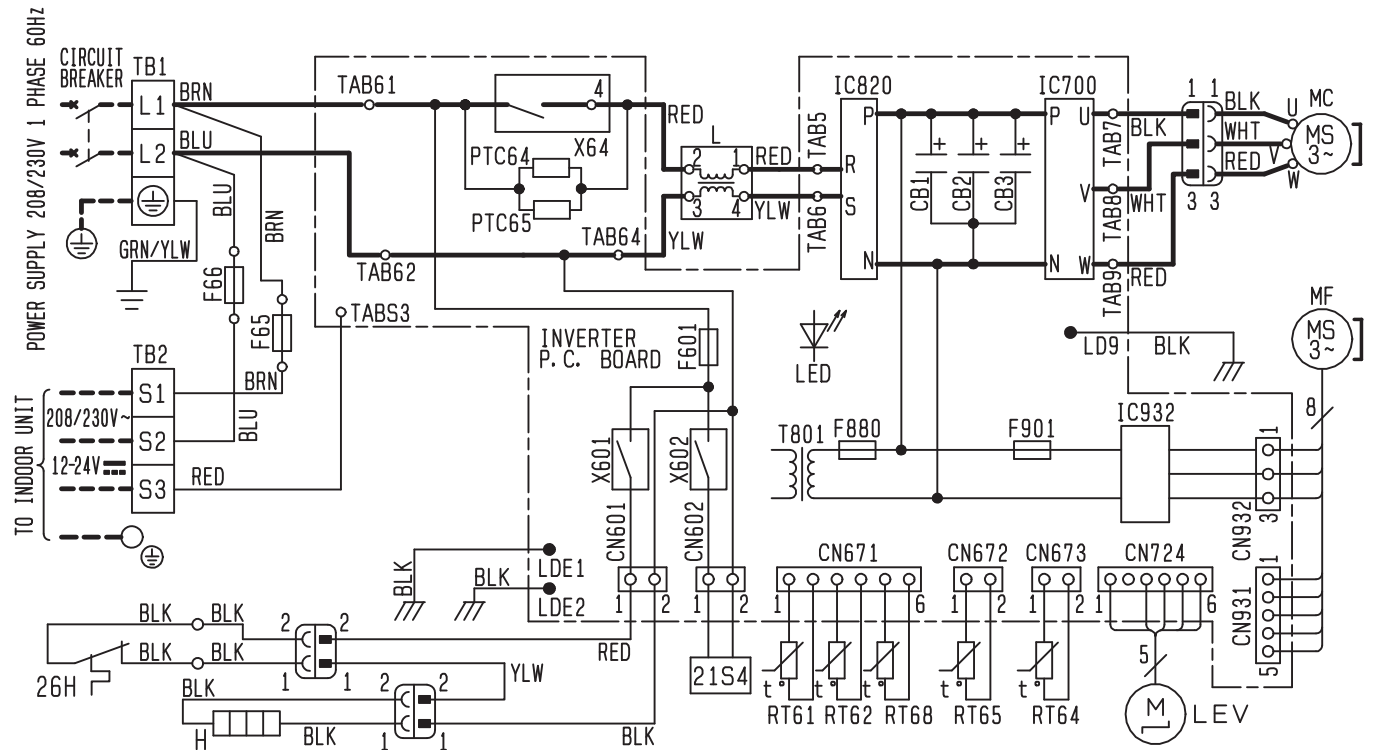 POWER SUPPLY 208/230V 1 PHASE 60Hz
CIRCUIT
BREAKER
TB1
L1
L2
BRN
BLU
BLU
BRN
GRN/YLW
F66
F65
TB2
S1
S2
S3
BRN
BLU
RED
TO INDOOR UNIT
208/230V~
12-24V
TAB61
TAB62
TABS3
4
X64
PTC64
PTC65
TAB64
RED
YLW
L
2 1
3 4
RED
YLW
TAB5
TAB6
IC820
P
R
S
N
CB1
+
CB2
+
CB3
+
IC700
P
N
U
V
W
TAB7
TAB8
TAB9
BLK
WHT
RED
1 1
3 3
BLK
WHT
RED
U
V
W
MC
MS
3~
MF
MS
3~
8
INVERTER
P.C. BOARD
F601
LED
LD9
BLK
X601
X602
CN601
CN602
1 2
1 2
T801
F880
F901
IC932
CN932
1
3
CN931
1
5
BLK
LDE1
BLK
LDE2
CN671
1 6
CN672
1 2
CN673
1 2
CN724
1 6
t°
t°
t°
t°
t°
RT61
RT62
RT68
RT65
RT64
5
M
LEV
21S4
BLK BLK
BLK BLK
26H
2 2
1 1
RED
YLW
BLK
2 2
1 1
H
BLK
BLK